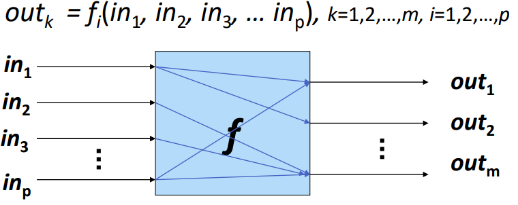 outₖ = fᵢ(in₁, in₂, in₃, ... inₚ), k=1,2,...,m, i=1,2,...,p
in₁
out₁
in₂
f
out₂
in₃
⋮
⋮
outₘ
inₚ